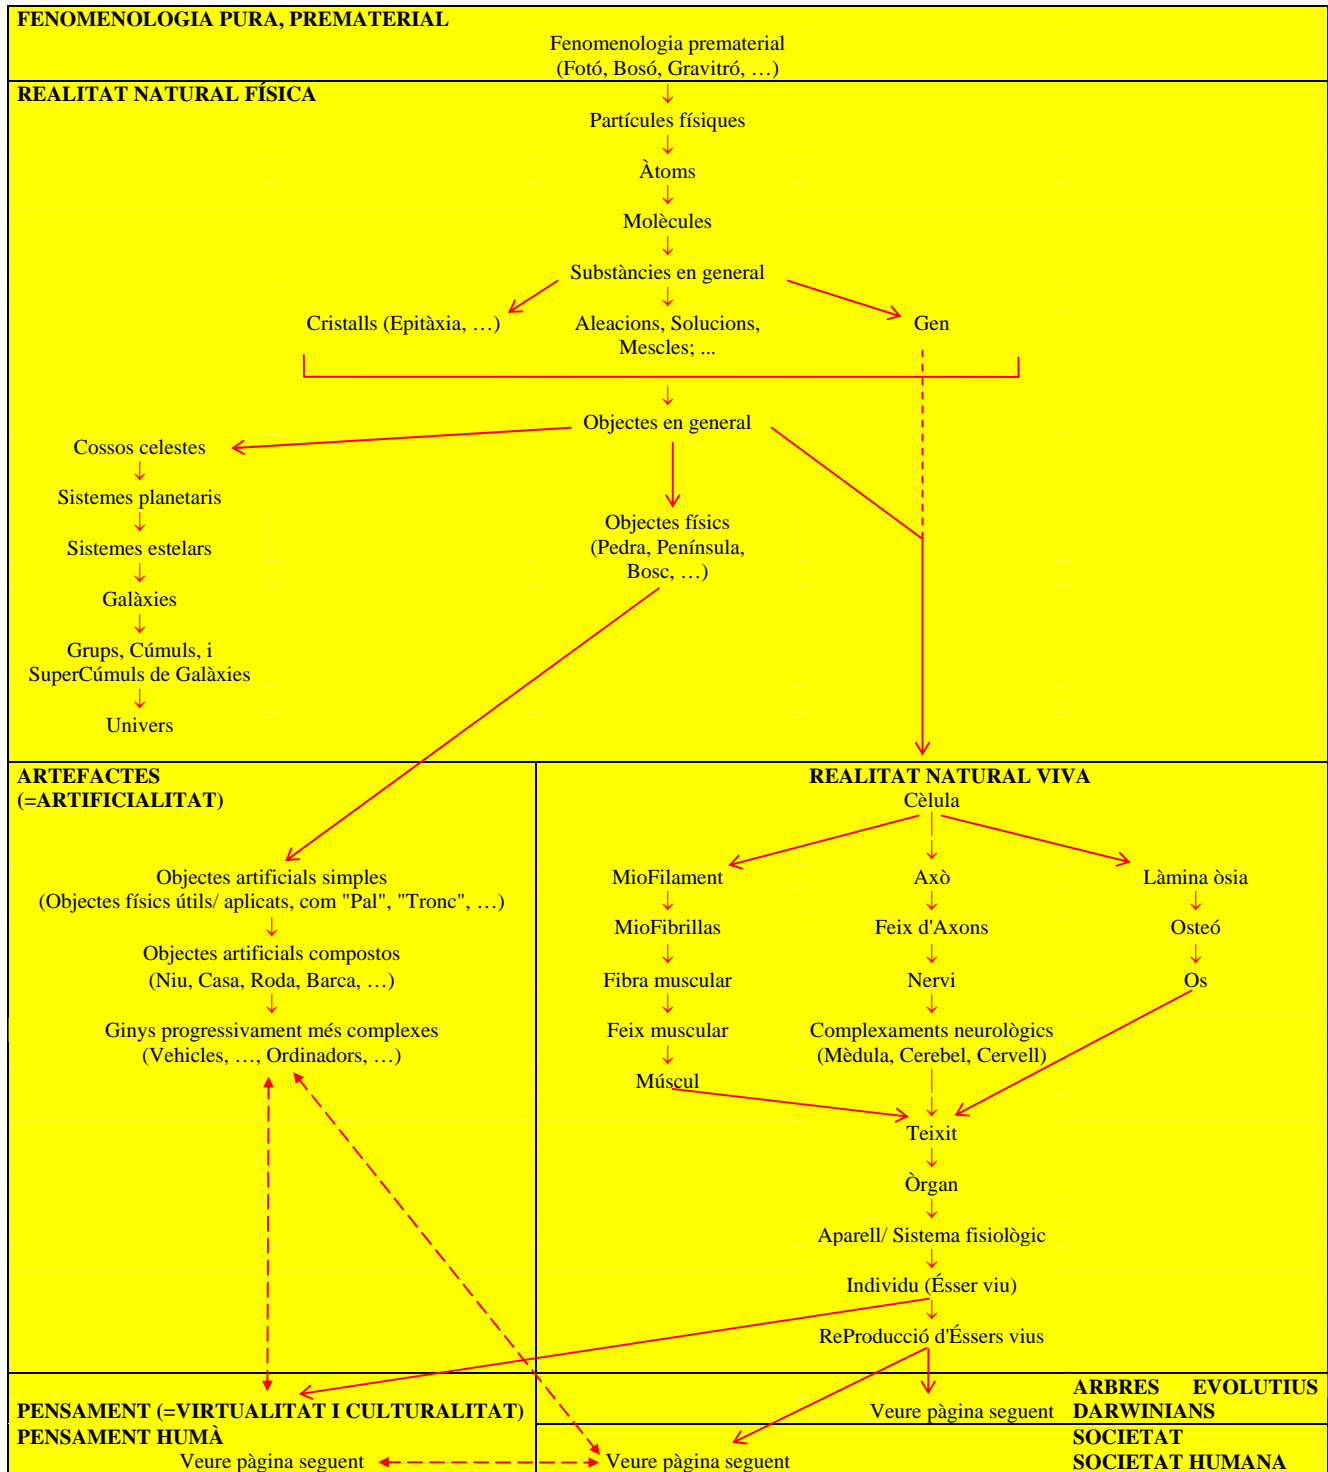 FENOMENOLOGIA PURA, PREMATERIAL
Fenomenologia prematerial
(Fotó, Bosó, Gravitró, …)
REALITAT NATURAL FÍSICA
Partícules físiques
Àtoms
Molècules
Substàncies en general
Cristalls (Epitàxia, …)
Aleacions, Solucions,
Mescles; ...
Gen
Objectes en general
Cossos celestes
Sistemes planetaris
Sistemes estelars
Galàxies
Grups, Cúmuls, i
SuperCúmuls de Galàxies
Univers
Objectes físics
(Pedra, Península,
Bosc, …)
ARTEFACTES
(=ARTIFICIALITAT)
Objectes artificials simples
(Objectes físics útils/ aplicats, com "Pal", "Tronc", …)
Objectes artificials compostos
(Niu, Casa, Roda, Barca, …)
Ginys progressivament més complexes
(Vehicles, …, Ordinadors, …)
REALITAT NATURAL VIVA
Cèlula
MioFilament
MioFibrillas
Fibra muscular
Feix muscular
Múscul
Axò
Feix d'Axons
Nervi
Complexaments neurològics
(Mèdula, Cerebel, Cervell)
Làmina òsia
Osteó
Os
Teixit
Òrgan
Aparell/ Sistema fisiològic
Individu (Ésser viu)
ReProducció d'Éssers vius
PENSAMENT (=VIRTUALITAT I CULTURALITAT)
PENSAMENT HUMÀ
Veure pàgina seguent
Veure pàgina seguent
ARBRES EVOLUTIUS
DARWINIANS
Veure pàgina seguent
SOCIETAT
SOCIETAT HUMANA